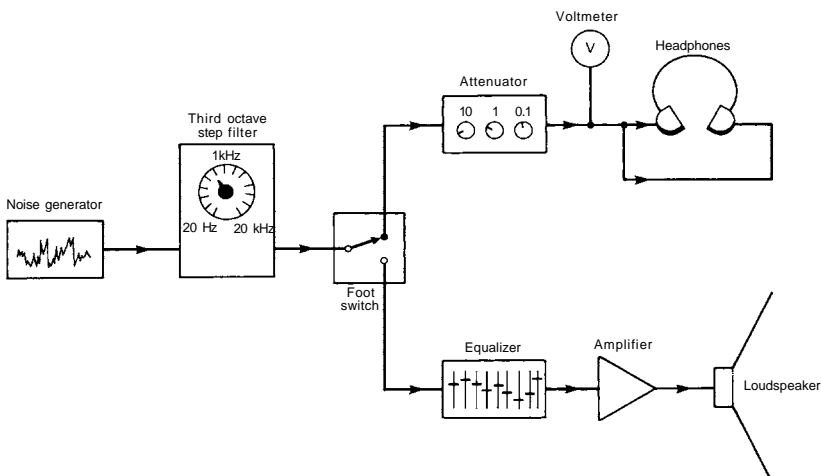 Voltmeter
V
Headphones
Attenuator
10 1 0.1
Third octave
step filter
1kHz
20 Hz 20 kHz
Noise generator
Foot
switch
Equalizer
Amplifier
Loudspeaker